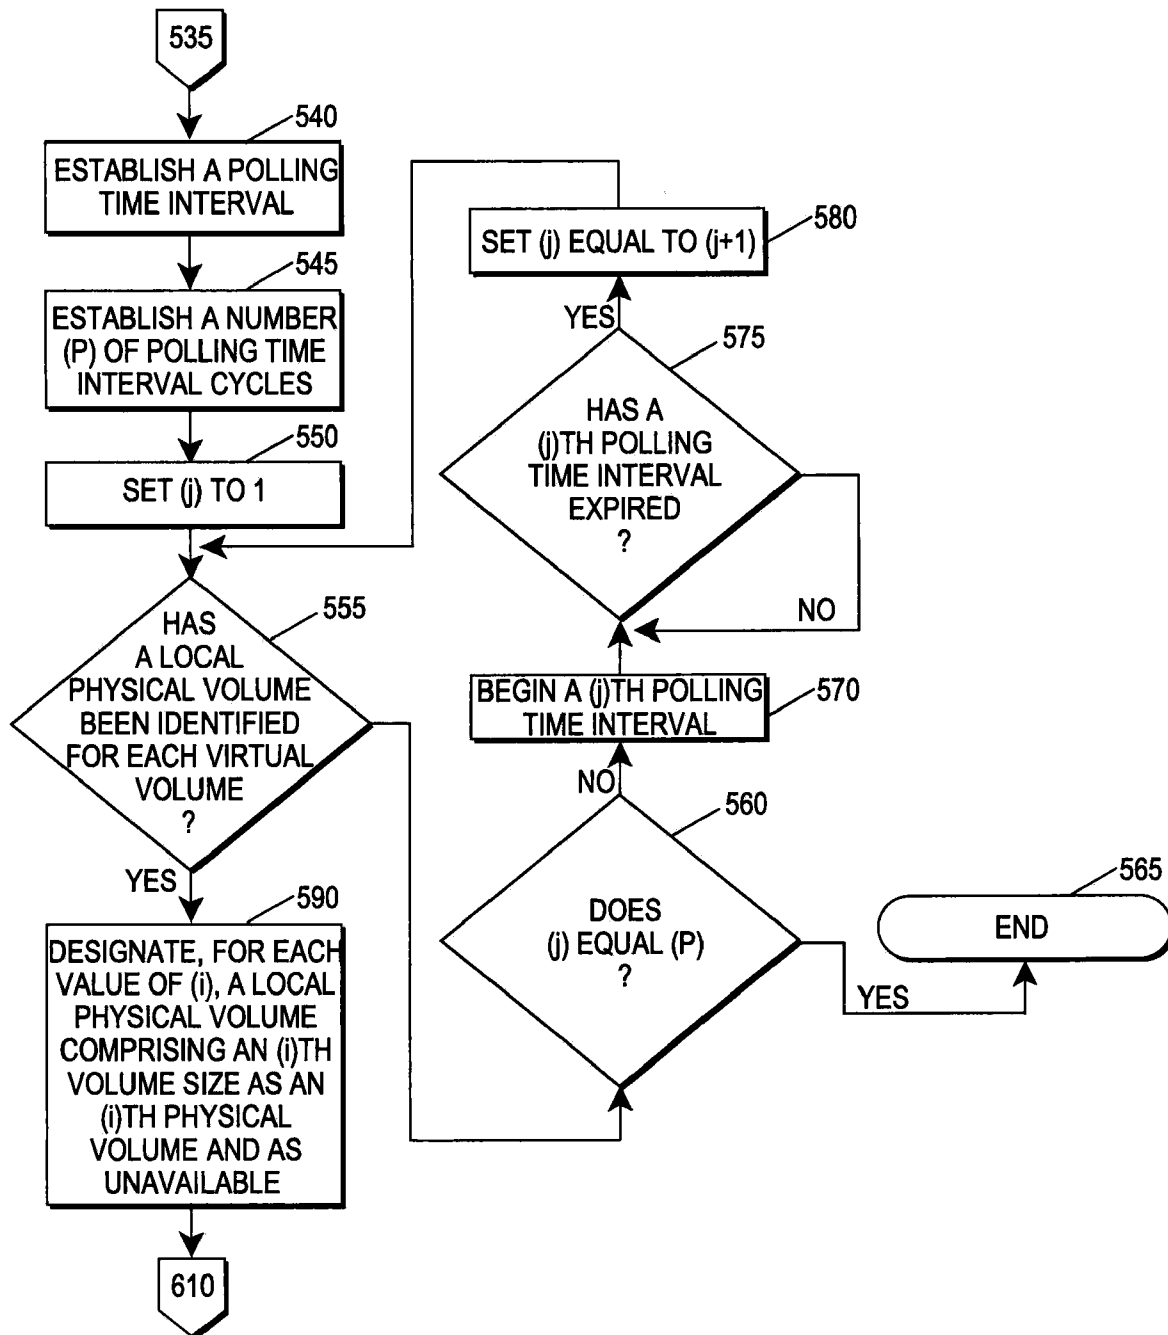 535
540
ESTABLISH A POLLING
TIME INTERVAL
545
ESTABLISH A NUMBER
(P) OF POLLING TIME
INTERVAL CYCLES
550
SET (j) TO 1
555
HAS
A LOCAL
PHYSICAL VOLUME
BEEN IDENTIFIED
FOR EACH VIRTUAL
VOLUME
?
YES
590
DESIGNATE, FOR EACH
VALUE OF (i), A LOCAL
PHYSICAL VOLUME
COMPRISING AN (i)TH
VOLUME SIZE AS AN
(i)TH PHYSICAL
VOLUME AND AS
UNAVAILABLE
610
580
SET (j) EQUAL TO (j+1)
YES
575
HAS A
(j)TH POLLING
TIME INTERVAL
EXPIRED
?
NO
BEGIN A (j)TH POLLING
TIME INTERVAL
570
NO
560
DOES
(j) EQUAL (P)
?
YES
565
END